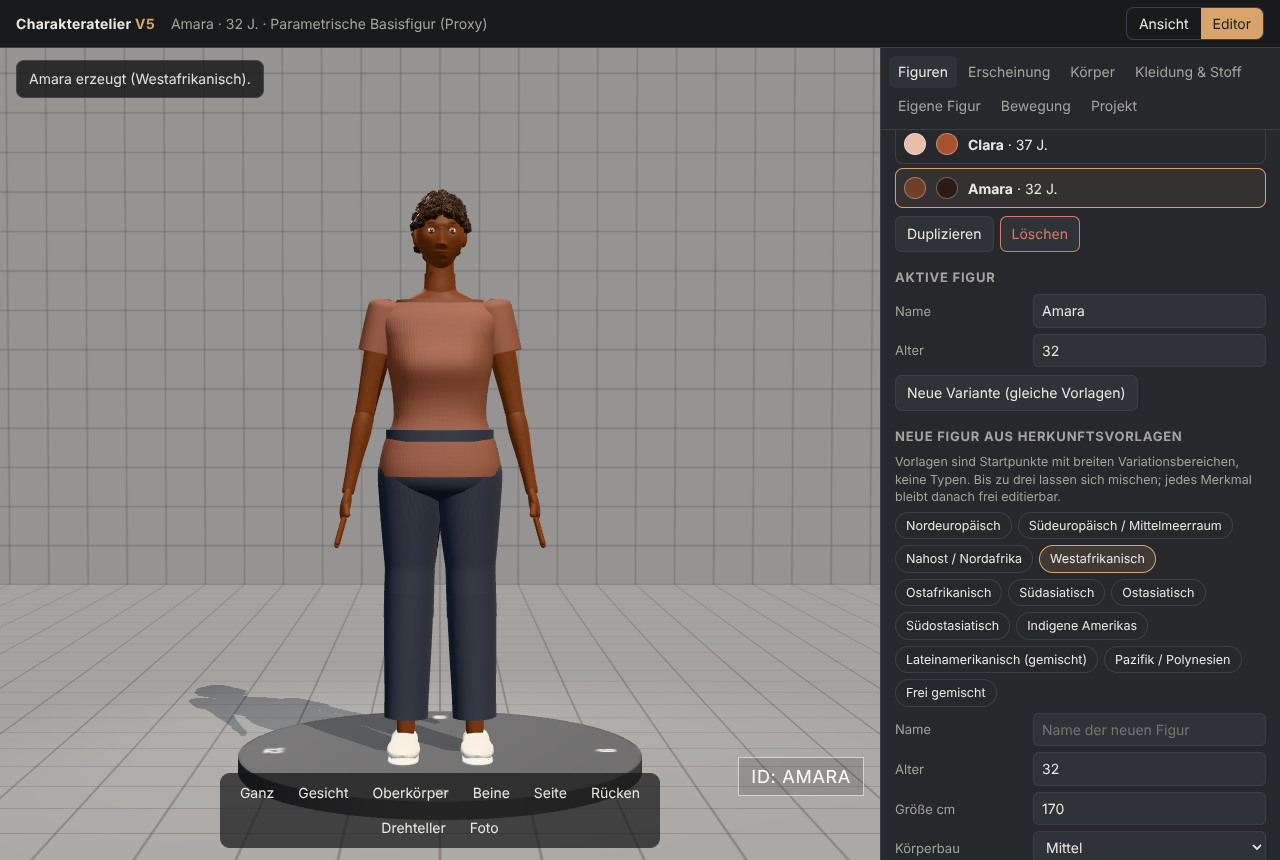 Charakteratelier V5 Amara · 32 J. · Parametrische Basisfigur (Proxy) Ansicht Editor
Amara erzeugt (Westafrikanisch).
ID: AMARA
Ganz Gesicht Oberkörper Beine Seite Rücken
Drehteller Foto
Figuren Erscheinung Körper Kleidung & Stoff
Eigene Figur Bewegung Projekt
Clara · 37 J.
Amara · 32 J.
Duplizieren Löschen
AKTIVE FIGUR
Name Amara
Alter 32
Neue Variante (gleiche Vorlagen)
NEUE FIGUR AUS HERKUNFTSVORLAGEN
Vorlagen sind Startpunkte mit breiten Variationsbereichen,
keine Typen. Bis zu drei lassen sich mischen; jedes Merkmal
bleibt danach frei editierbar.
Nordeuropäisch Südeuropäisch / Mittelmeerraum
Nahost / Nordafrika Westafrikanisch
Ostafrikanisch Südasiatisch Ostasiatisch
Südostasiatisch Indigene Amerikas
Lateinamerikanisch (gemischt) Pazifik / Polynesien
Frei gemischt
Name Name der neuen Figur
Alter 32
Größe cm 170
Körperbau Mittel